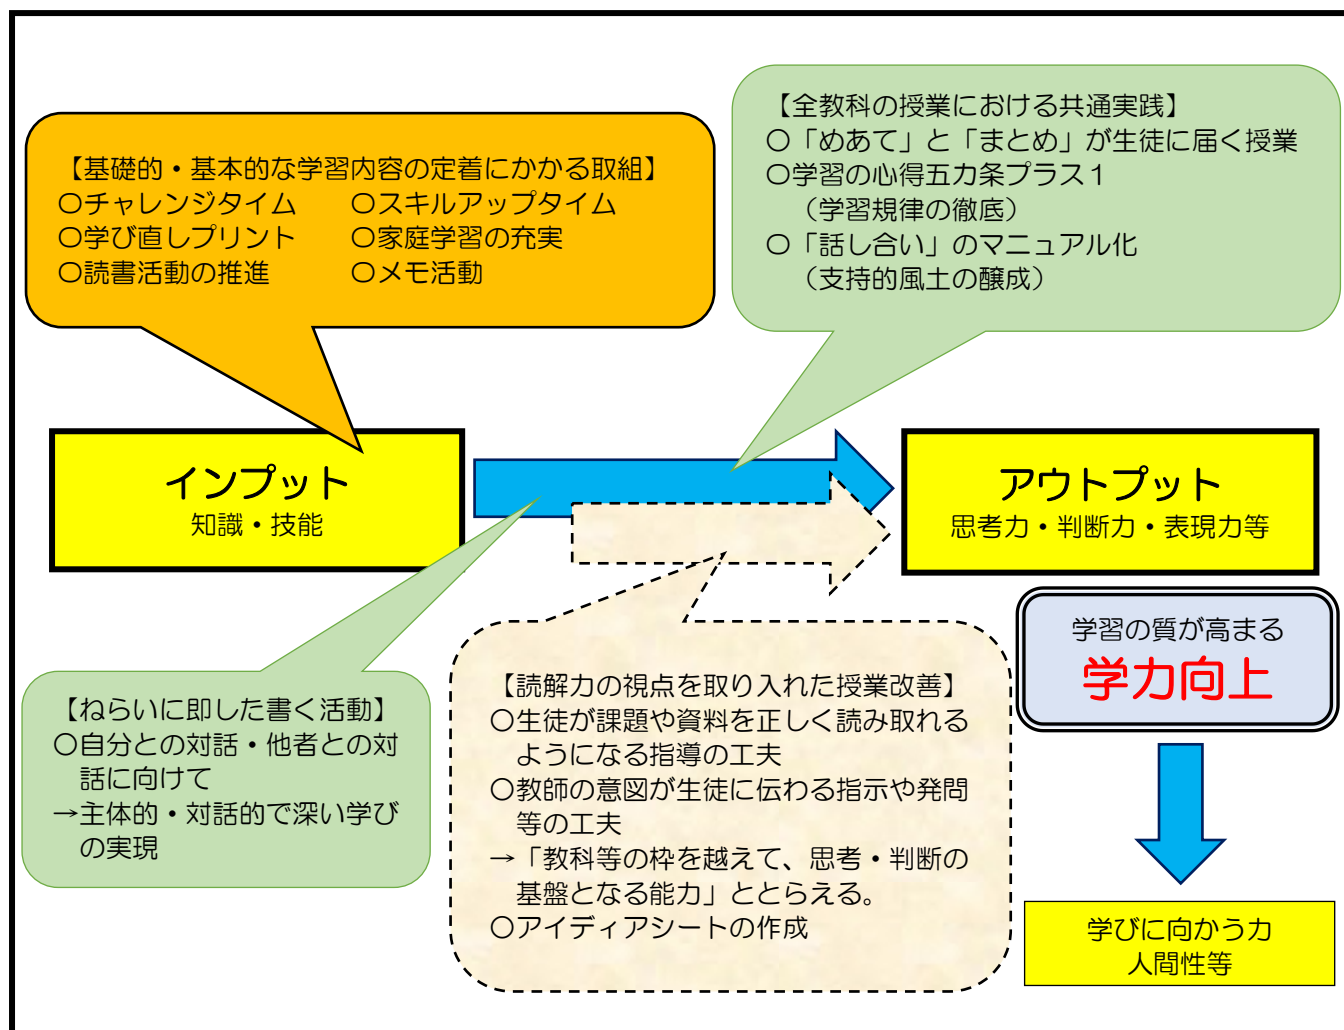 【基礎的・基本的な学習内容の定着にかかる取組】
○チャレンジタイム　　○スキルアップタイム
○学び直しプリント　　○家庭学習の充実
○読書活動の推進　　　○メモ活動
【全教科の授業における共通実践】
○「めあて」と「まとめ」が生徒に届く授業
○学習の心得五カ条プラス１
（学習規律の徹底）
○「話し合い」のマニュアル化
（支持的風土の醸成）
インプット
知識・技能
アウトプット
思考力・判断力・表現力等
【ねらいに即した書く活動】
○自分との対話・他者との対
話に向けて
→主体的・対話的で深い学び
の実現
【読解力の視点を取り入れた授業改善】
○生徒が課題や資料を正しく読み取れる
ようになる指導の工夫
○教師の意図が生徒に伝わる指示や発問
等の工夫
→「教科等の枠を越えて、思考・判断の
基盤となる能力」ととらえる。
○アイディアシートの作成
学習の質が高まる
学力向上
学びに向かう力
人間性等